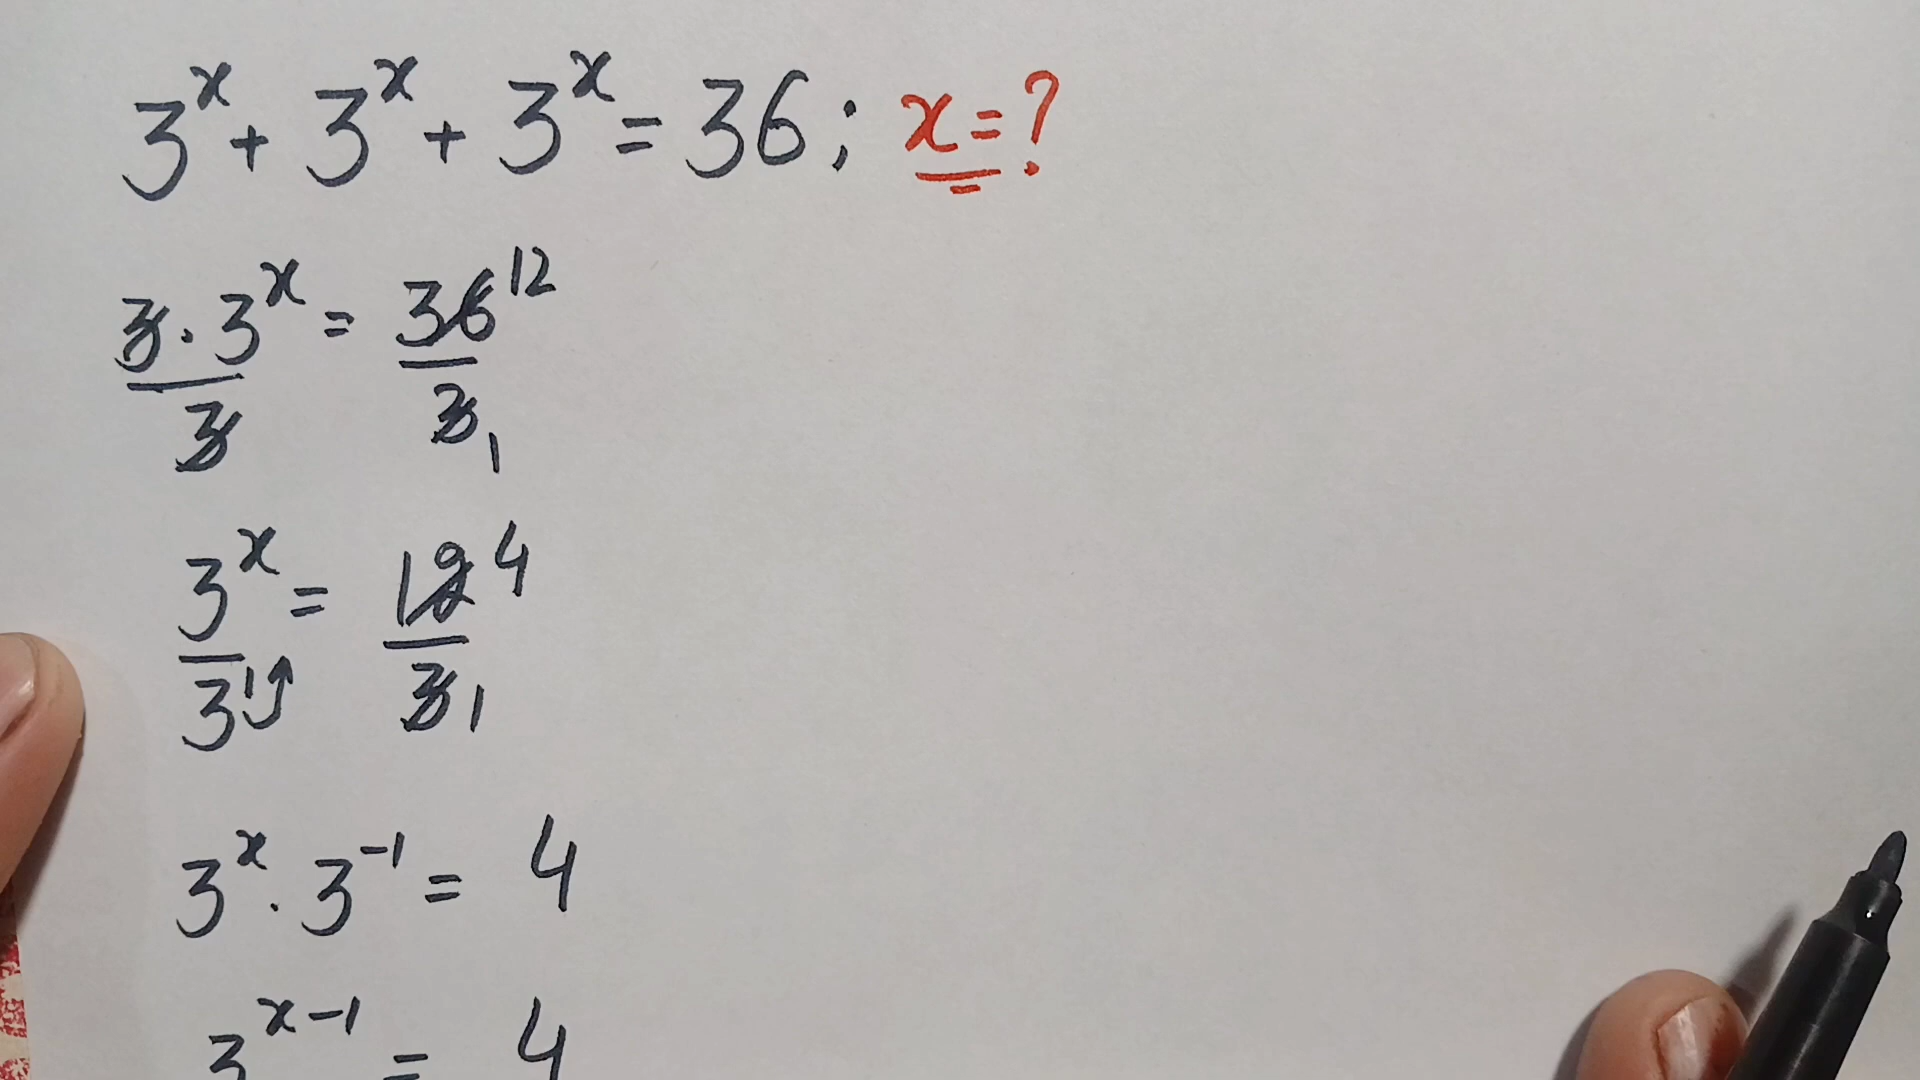 3^x + 3^x + 3^x = 36 ; x = ?
3 · 3^x / 3 = 36 12 / 3 1
3^x / 3^1 = 12 4 / 3 1
3^x · 3^-1 = 4
3^x-1 = 4